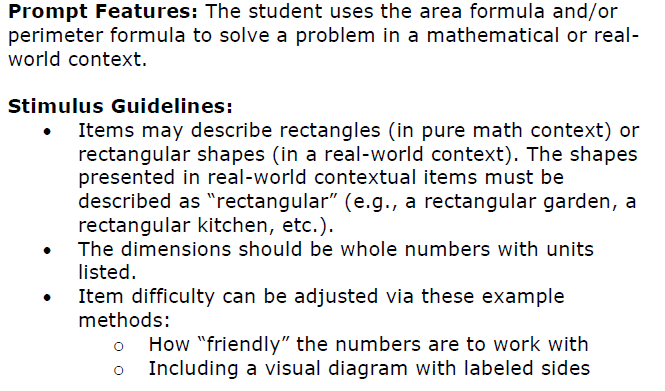 Prompt Features: The student uses the area formula and/or
perimeter formula to solve a problem in a mathematical or real-
world context.
Stimulus Guidelines:
• Items may describe rectangles (in pure math context) or
rectangular shapes (in a real-world context). The shapes
presented in real-world contextual items must be
described as “rectangular” (e.g., a rectangular garden, a
rectangular kitchen, etc.).
• The dimensions should be whole numbers with units
listed.
• Item difficulty can be adjusted via these example
methods:
o How “friendly” the numbers are to work with
o Including a visual diagram with labeled sides